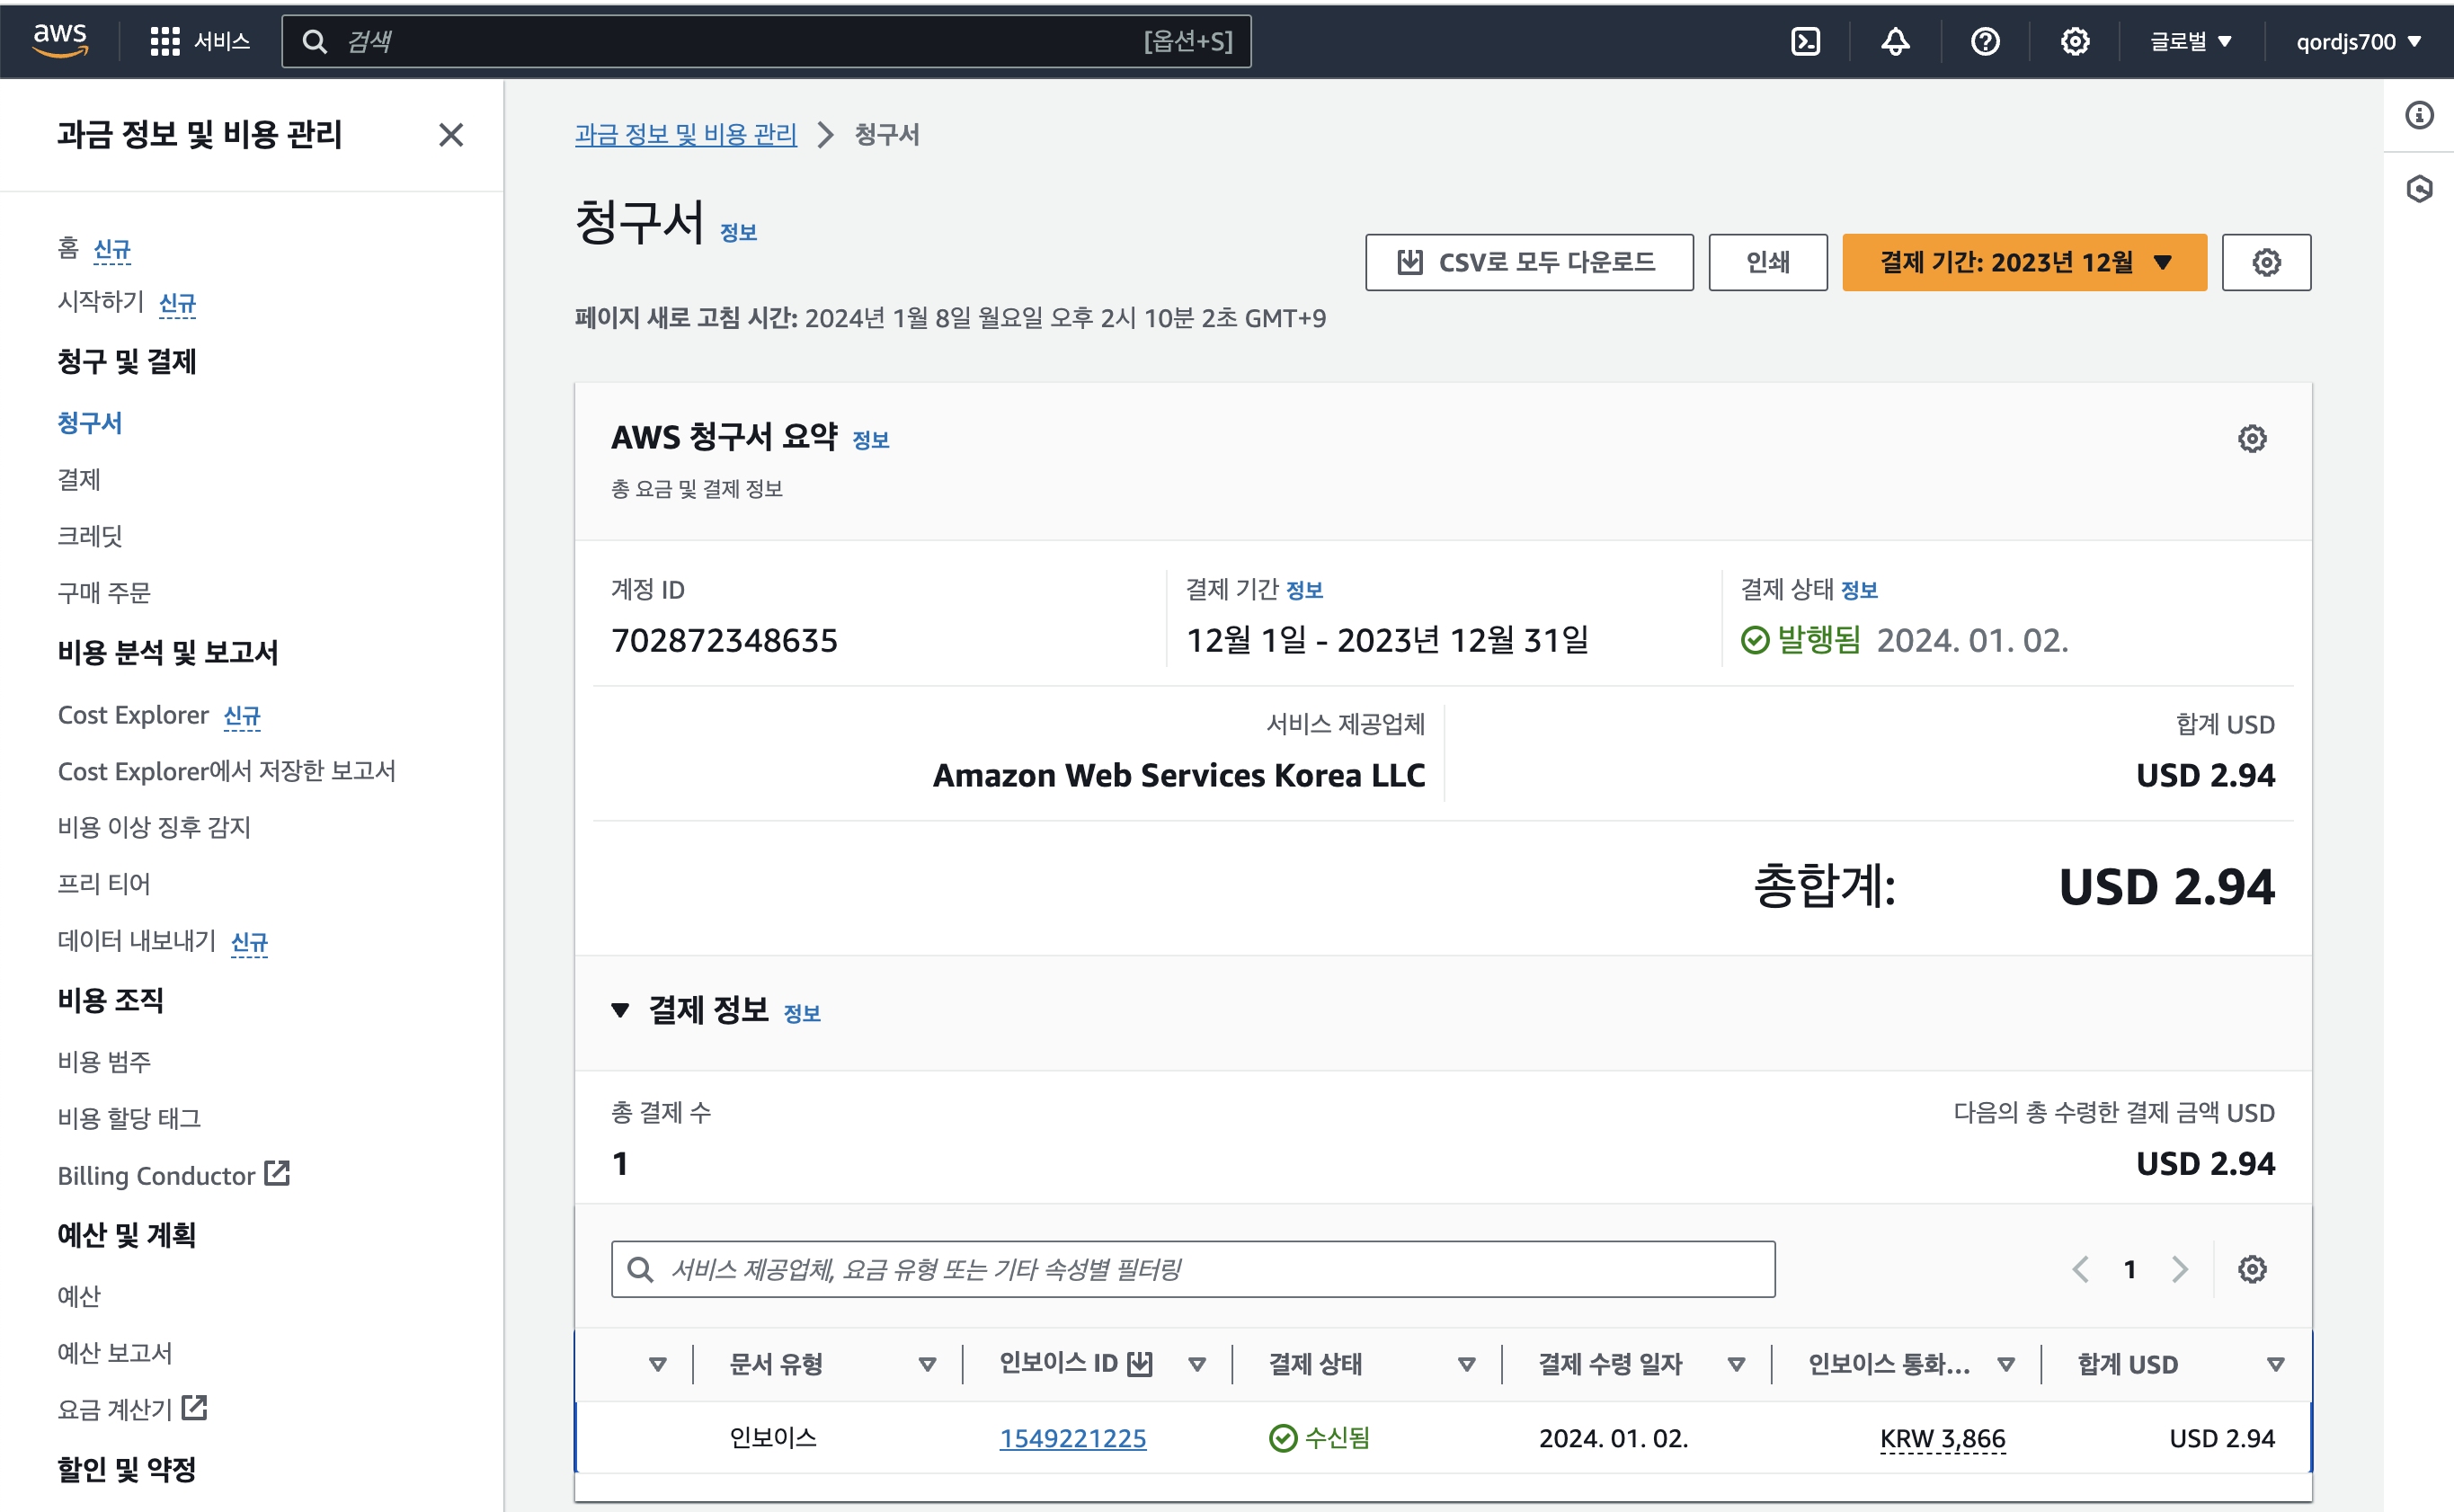 aws
서비스
검색
[옵션+S]
글로벌
qordjs700
과금 정보 및 비용 관리
홈 신규
시작하기 신규
청구 및 결제
청구서
결제
크레딧
구매 주문
비용 분석 및 보고서
Cost Explorer 신규
Cost Explorer에서 저장한 보고서
비용 이상 징후 감지
프리 티어
데이터 내보내기 신규
비용 조직
비용 범주
비용 할당 태그
Billing Conductor
예산 및 계획
예산
예산 보고서
요금 계산기
할인 및 약정
과금 정보 및 비용 관리 청구서
청구서 정보
CSV로 모두 다운로드
인쇄
결제 기간: 2023년 12월
페이지 새로 고침 시간: 2024년 1월 8일 월요일 오후 2시 10분 2초 GMT+9
AWS 청구서 요약 정보
총 요금 및 결제 정보
계정 ID
702872348635
결제 기간 정보
12월 1일 - 2023년 12월 31일
결제 상태 정보
발행됨 2024. 01. 02.
서비스 제공업체
Amazon Web Services Korea LLC
합계 USD
USD 2.94
총합계: USD 2.94
결제 정보 정보
총 결제 수
1
다음의 총 수령한 결제 금액 USD
USD 2.94
서비스 제공업체, 요금 유형 또는 기타 속성별 필터링
1
문서 유형 인보이스 ID 결제 상태 결제 수령 일자 인보이스 통화... 합계 USD
인보이스 1549221225 수신됨 2024. 01. 02. KRW 3,866 USD 2.94